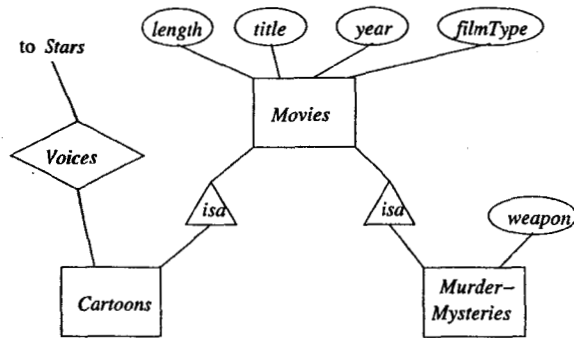 length title year filmType
to Stars
Movies
Voices
isa isa
weapon
Cartoons
Murder–
Mysteries